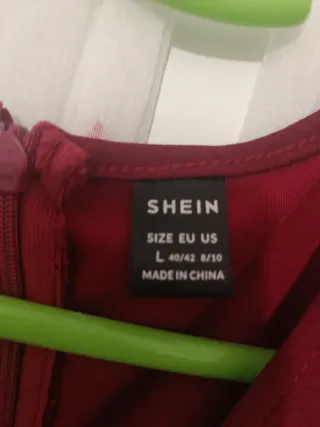 SHEIN
SIZE EU US
L 40/42 8/10
MADE IN CHINA